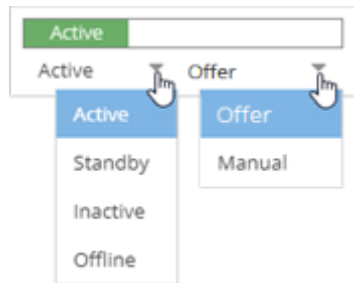 Active
Active Offer
Active Offer
Standby Manual
Inactive
Offline